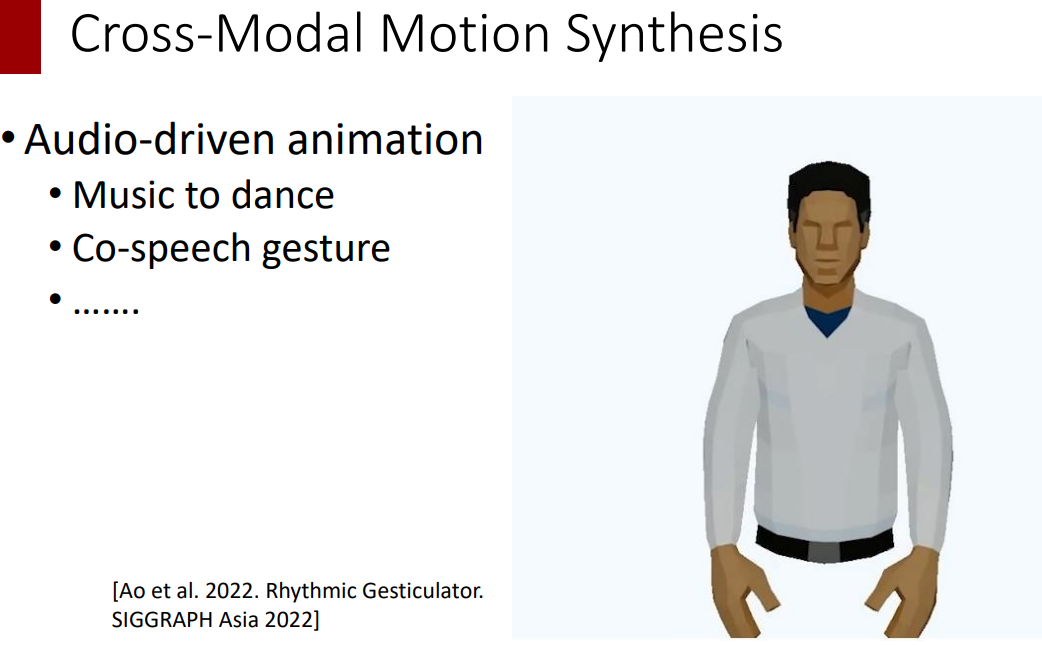 Cross-Modal Motion Synthesis
• Audio-driven animation
• Music to dance
• Co-speech gesture
• .......
[Ao et al. 2022. Rhythmic Gesticulator.
SIGGRAPH Asia 2022]